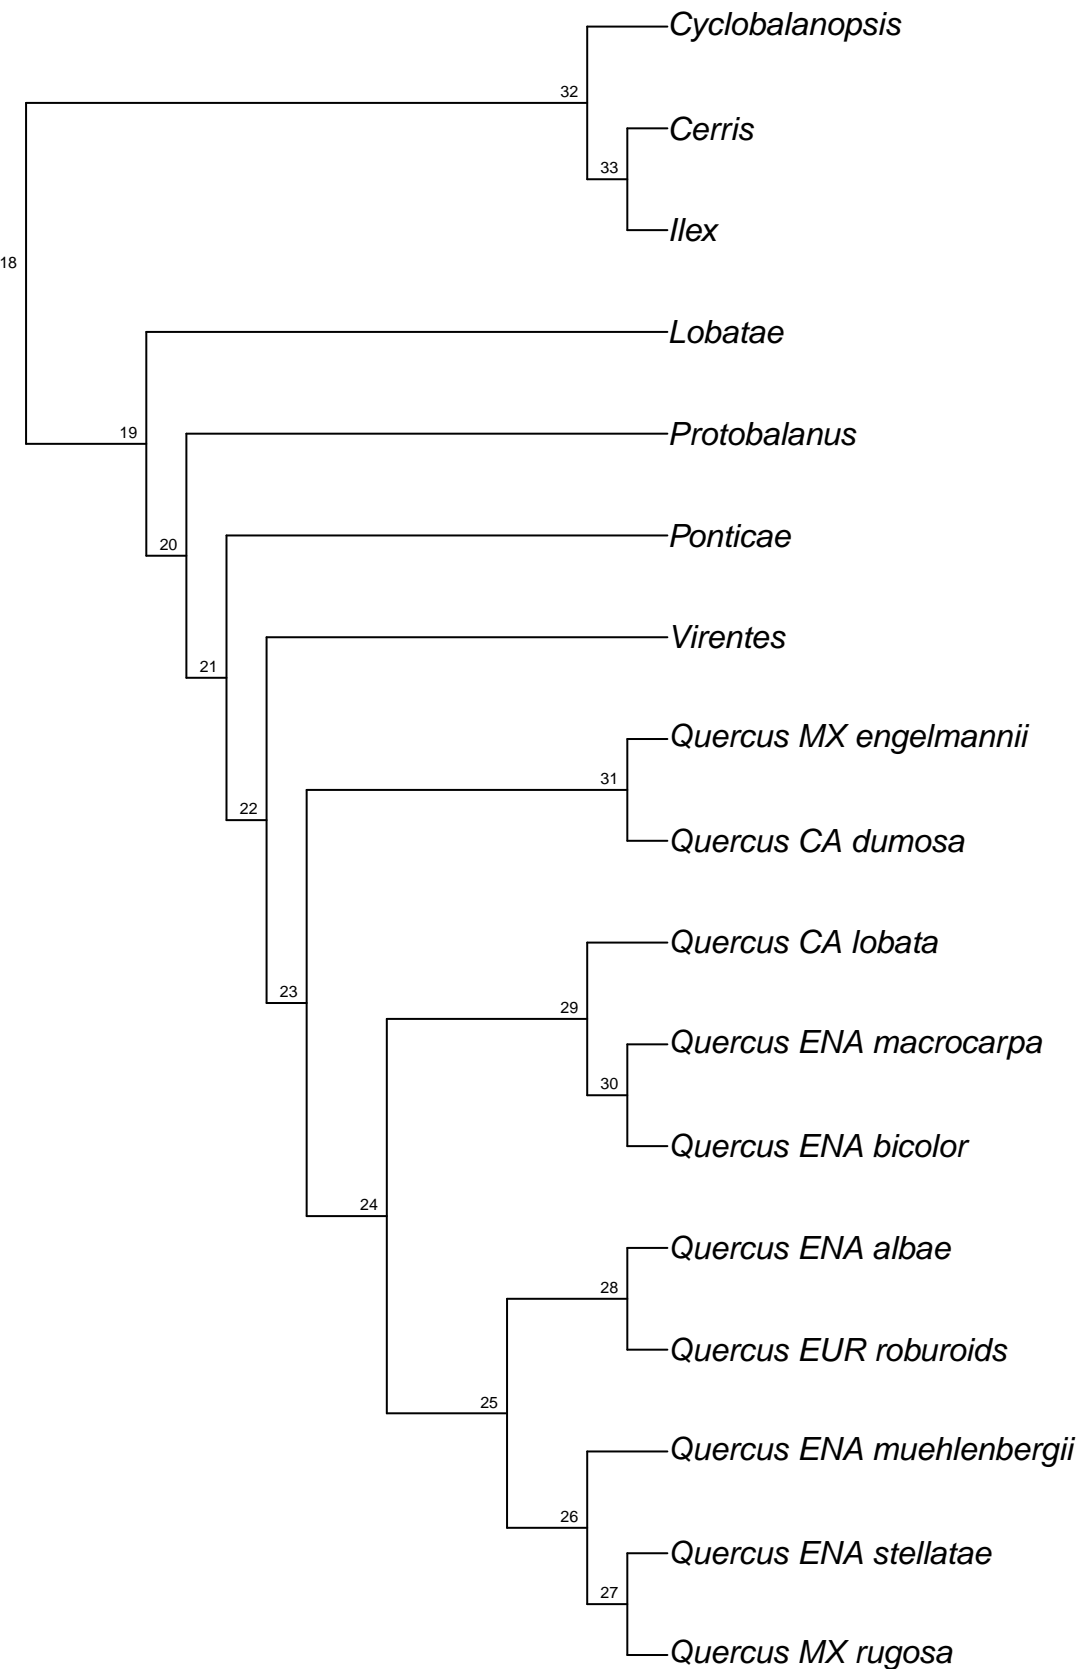 Cyclobalanopsis
32
Cerris
33
Ilex
18
Lobatae
19
Protobalanus
20
Ponticae
Virentes
21
Quercus MX engelmannii
31
22
Quercus CA dumosa
Quercus CA lobata
23
29
Quercus ENA macrocarpa
30
Quercus ENA bicolor
24
Quercus ENA albae
28
Quercus EUR roburoids
25
Quercus ENA muehlenbergii
26
Quercus ENA stellatae
27
Quercus MX rugosa